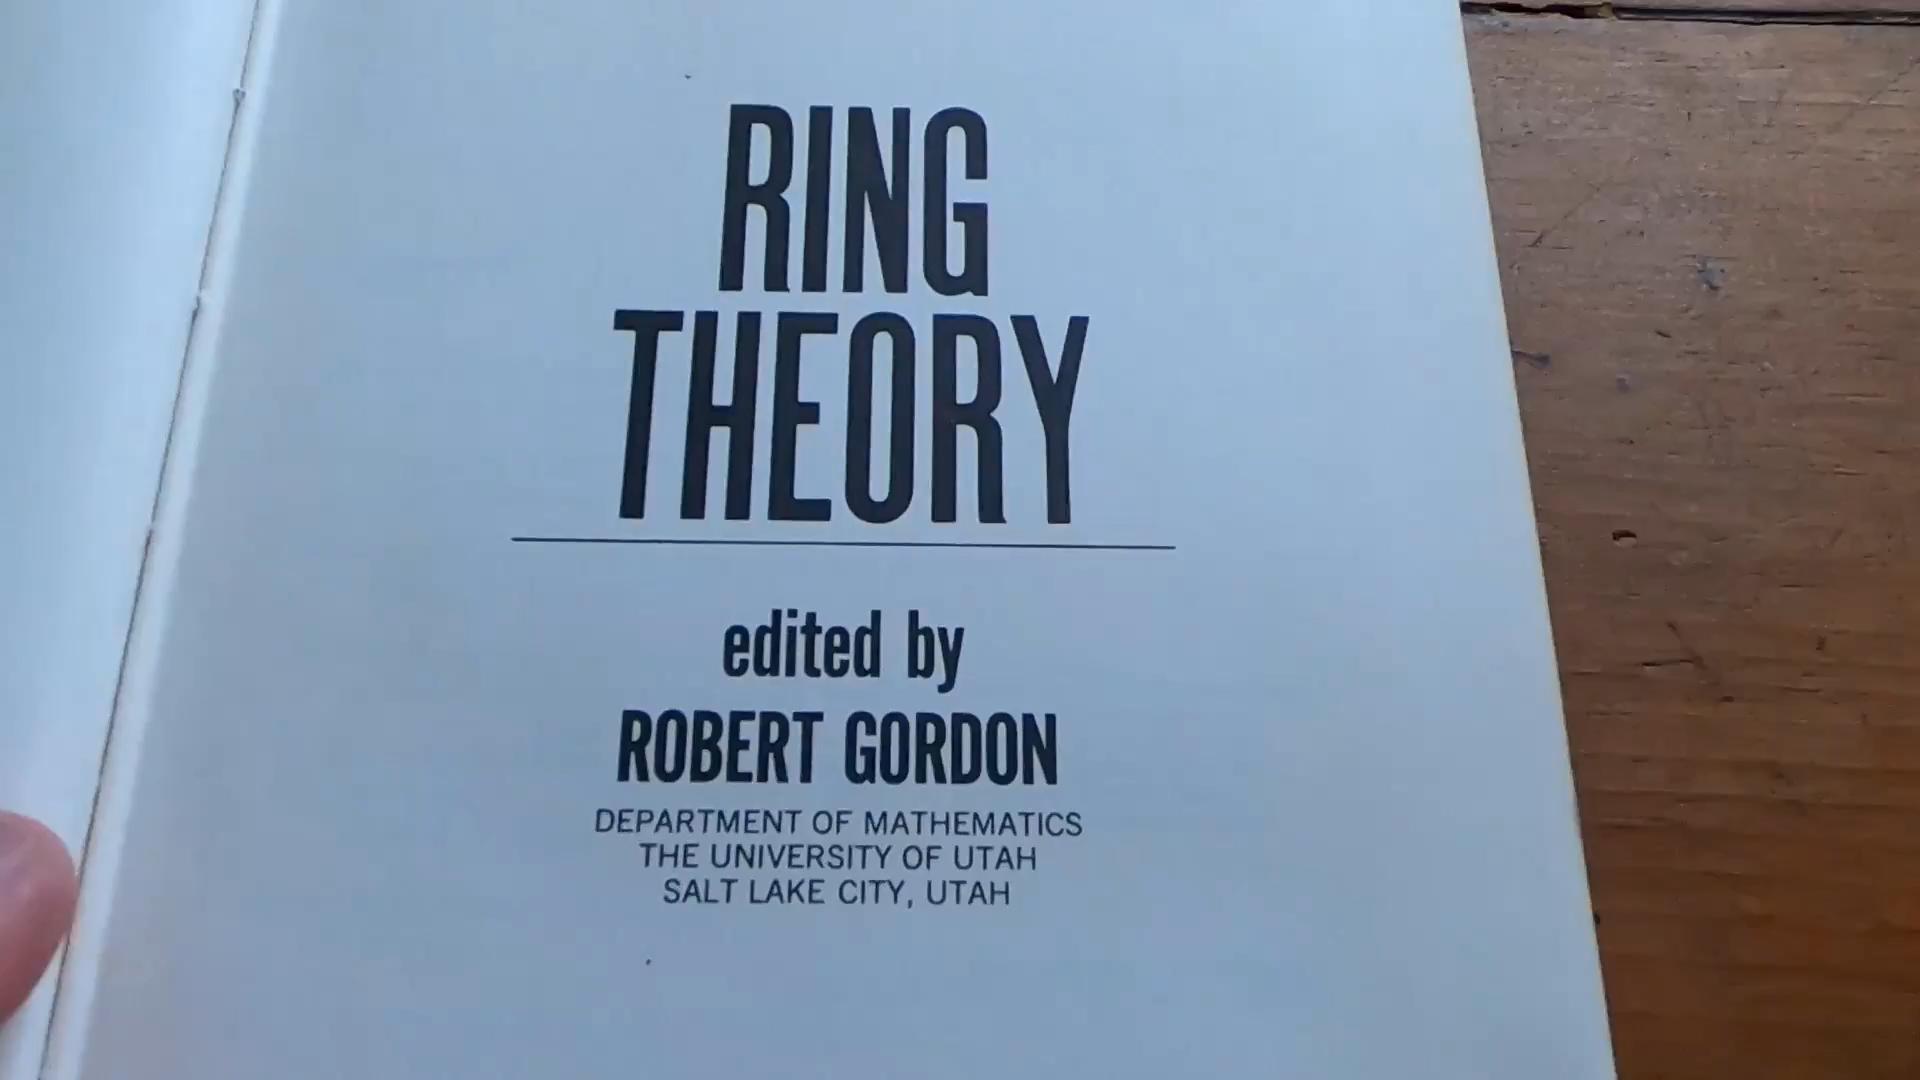 RING
THEORY
edited by
ROBERT GORDON
DEPARTMENT OF MATHEMATICS
THE UNIVERSITY OF UTAH
SALT LAKE CITY, UTAH